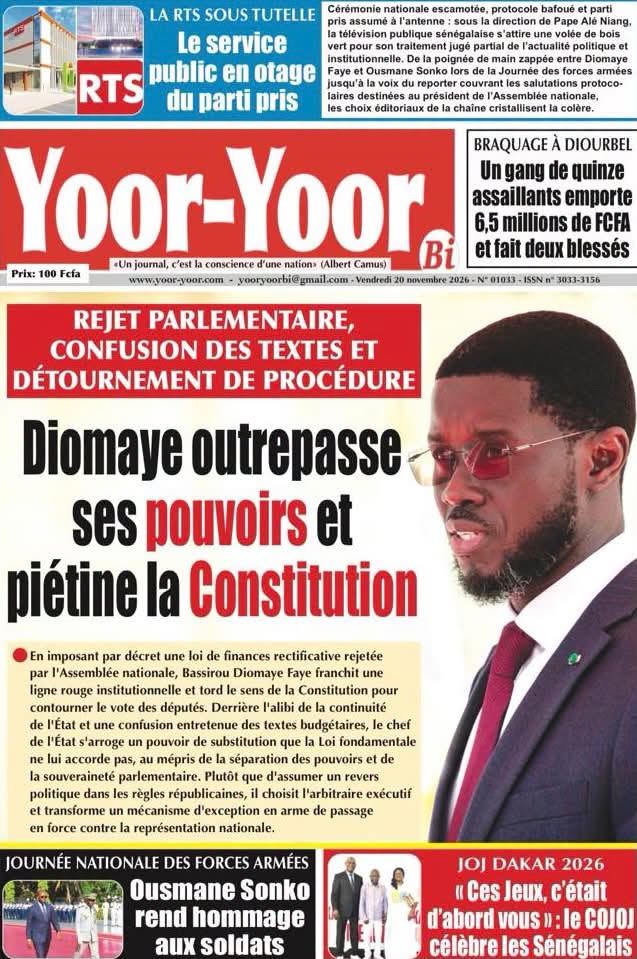 RTS
RTS
LA RTS SOUS TUTELLE
Le service
public en otage
du parti pris
Cérémonie nationale escamotée, protocole bafoué et parti
pris assumé à l'antenne : sous la direction de Pape Alé Niang,
la télévision publique sénégalaise s'attire une volée de bois
vert pour son traitement jugé partial de l'actualité politique et
institutionnelle. De la poignée de main zappée entre Diomaye
Faye et Ousmane Sonko lors de la Journée des forces armées
jusqu'à la voix du reporter couvrant les salutations protoco-
laires destinées au président de l'Assemblée nationale,
les choix éditoriaux de la chaîne cristallisent la colère.
Yoor-Yoor
Bi
«Un journal, c'est la conscience d'une nation» (Albert Camus)
Prix: 100 Fcfa
www.yoor-yoor.com - yooryoorbi@gmail.com - Vendredi 20 novembre 2026 - N° 01033 - ISSN n° 3033-3156
BRAQUAGE À DIOURBEL
Un gang de quinze
assaillants emporte
6,5 millions de FCFA
et fait deux blessés
REJET PARLEMENTAIRE,
CONFUSION DES TEXTES ET
DÉTOURNEMENT DE PROCÉDURE
Diomaye outrepasse
ses pouvoirs et
piétine la Constitution
En imposant par décret une loi de finances rectificative rejetée
par l'Assemblée nationale, Bassirou Diomaye Faye franchit une
ligne rouge institutionnelle et tord le sens de la Constitution pour
contourner le vote des députés. Derrière l'alibi de la continuité
de l'État et une confusion entretenue des textes budgétaires, le chef
de l'État s'arroge un pouvoir de substitution que la Loi fondamentale
ne lui accorde pas, au mépris de la séparation des pouvoirs et de
la souveraineté parlementaire. Plutôt que d'assumer un revers
politique dans les règles républicaines, il choisit l'arbitraire exécutif
et transforme un mécanisme d'exception en arme de passage
en force contre la représentation nationale.
JOURNÉE NATIONALE DES FORCES ARMÉES
Ousmane Sonko
rend hommage
aux soldats
JOJ DAKAR 2026
« Ces Jeux, c'était
d'abord vous » : le COJOJ
célèbre les Sénégalais